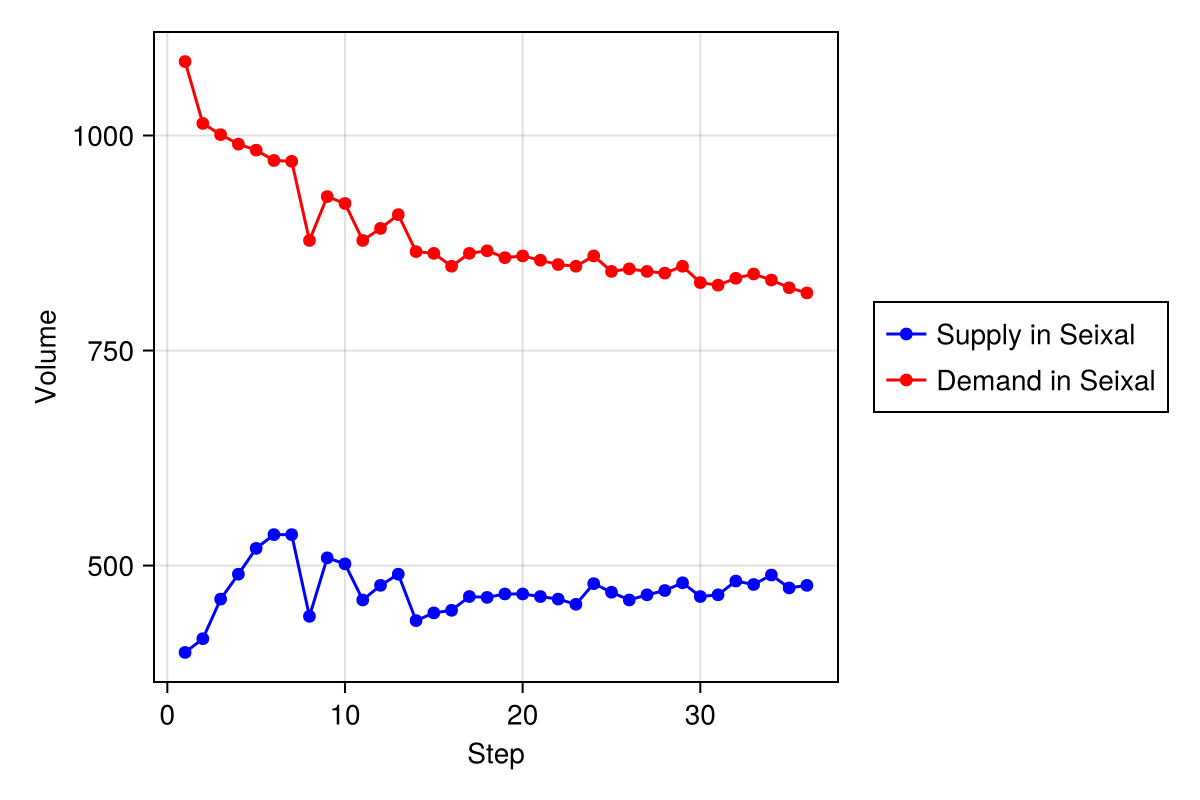 1000
750
500
Volume
0 10 20 30
Step
Supply in Seixal
Demand in Seixal